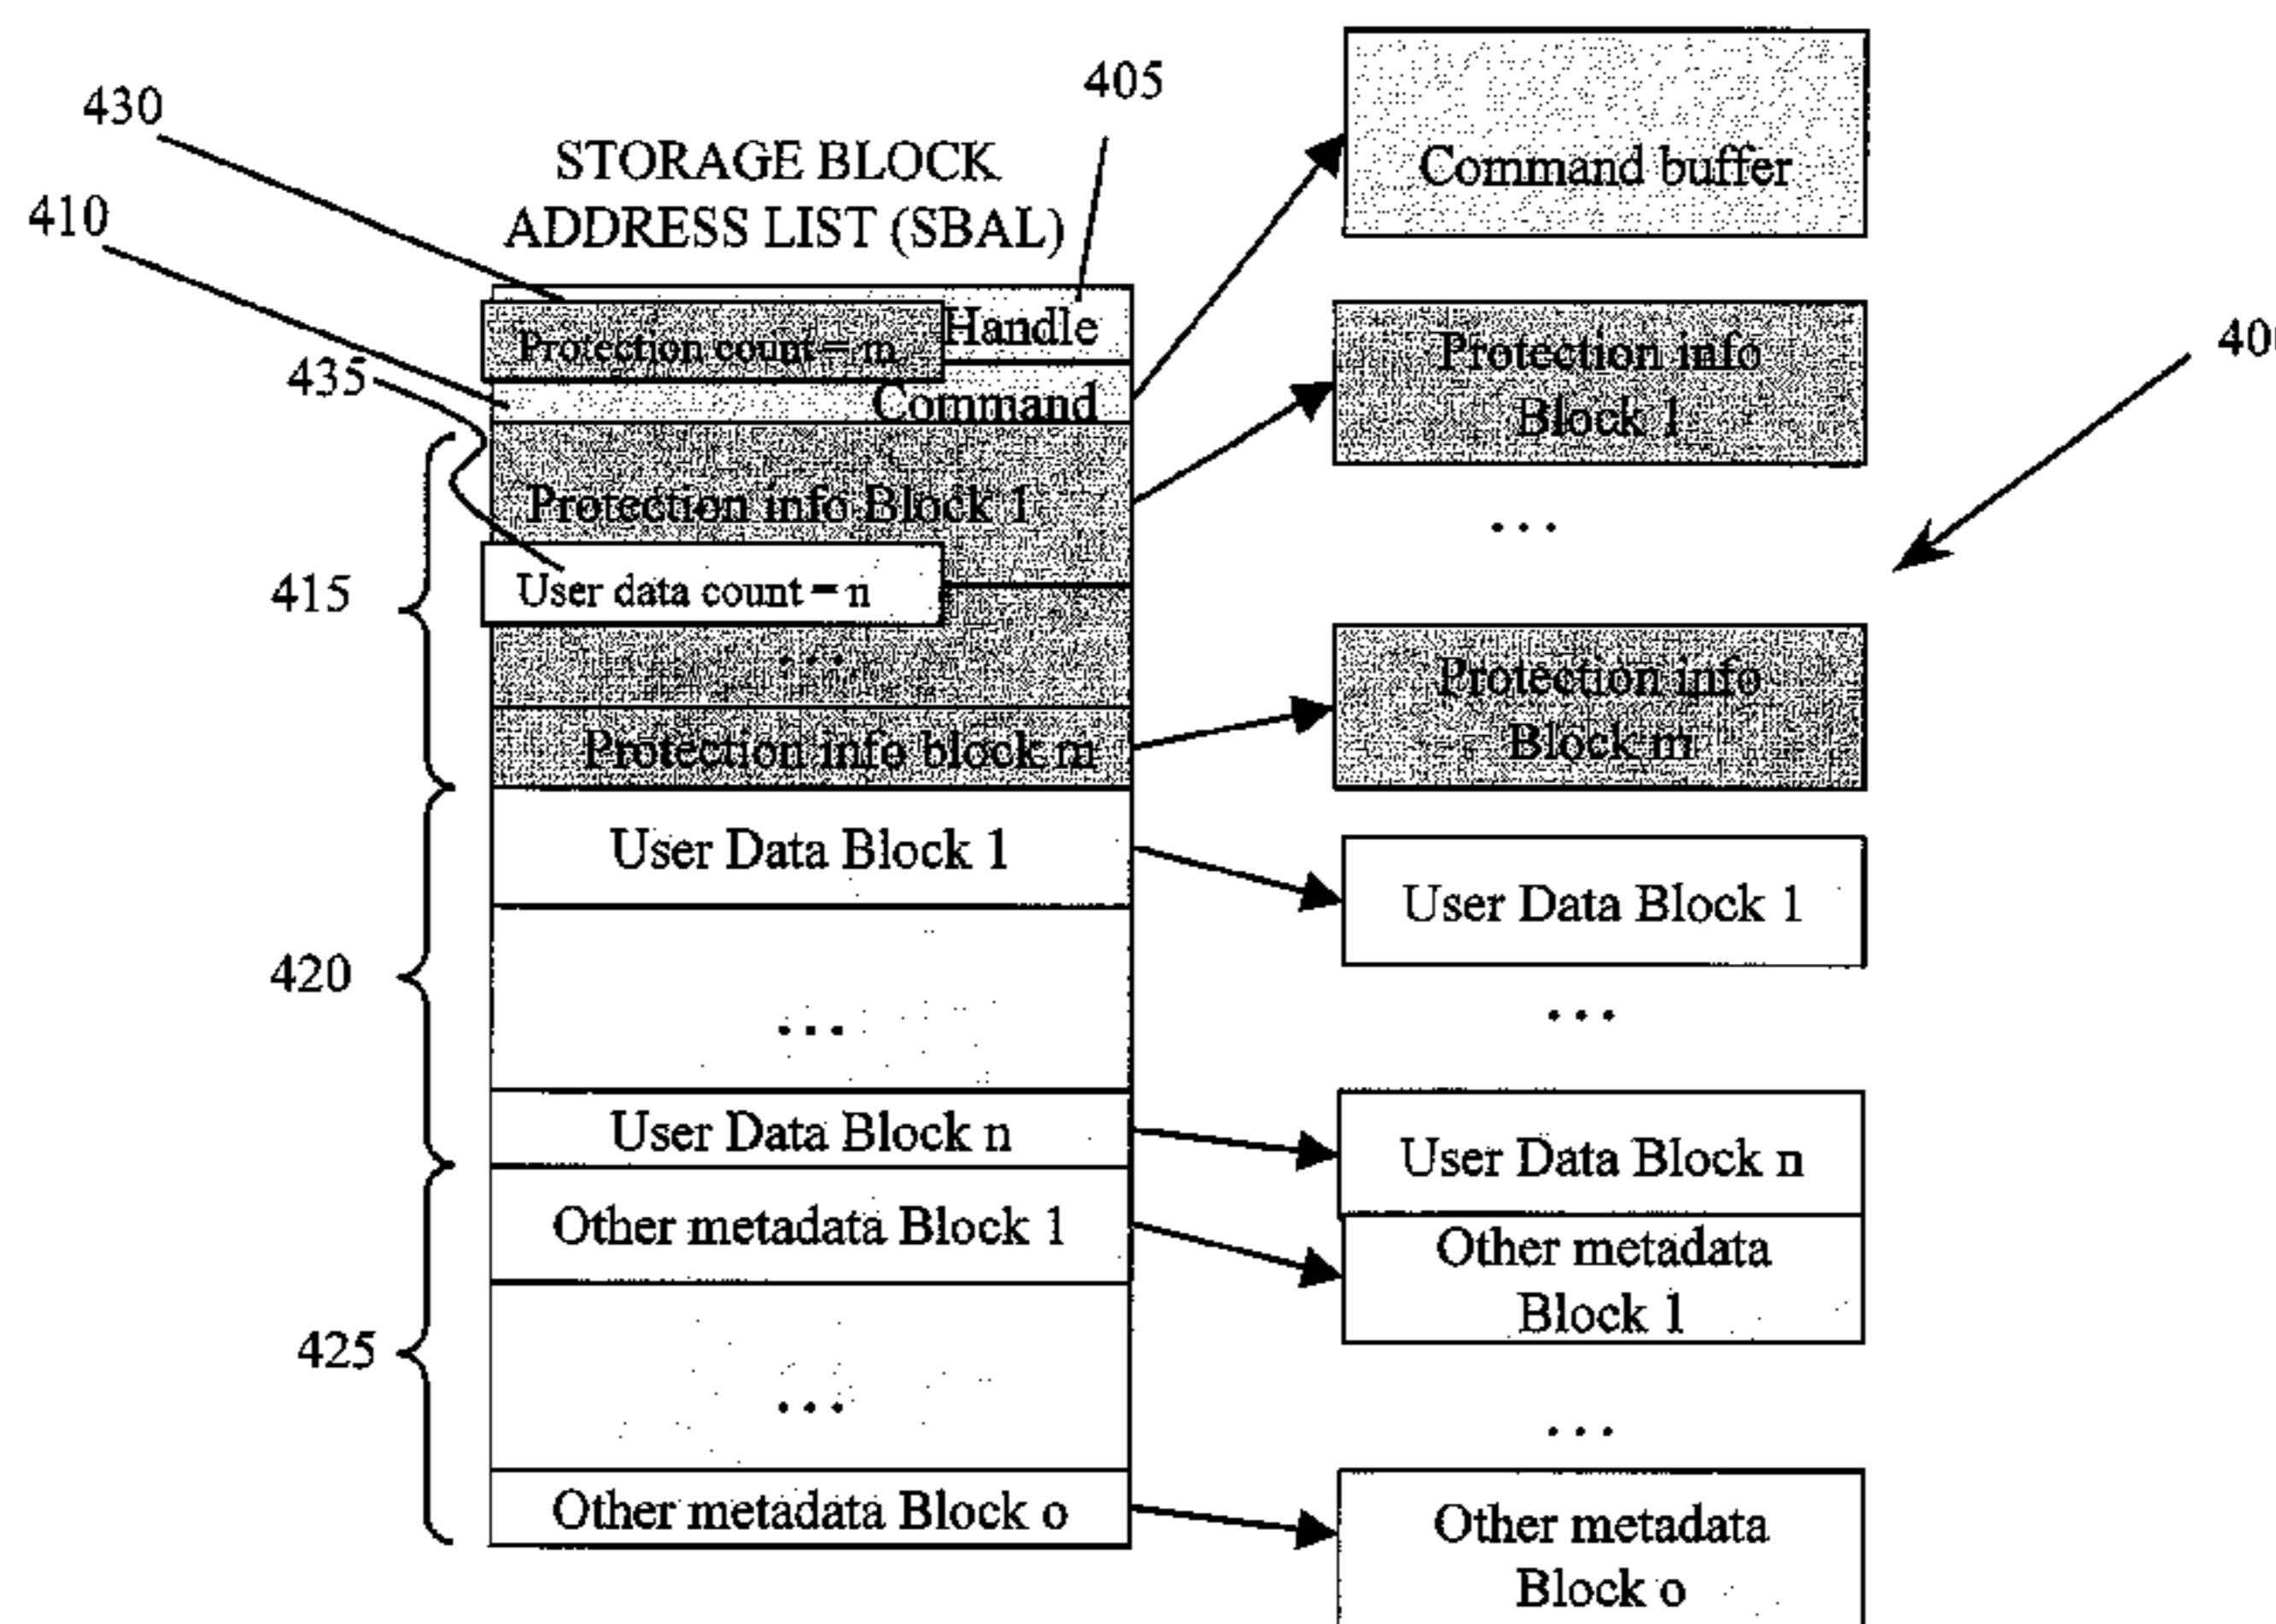 430
405
STORAGE BLOCK
ADDRESS LIST (SBAL)
410
Command buffer
Handle
Protection count = m
435
Command
Protection info
Block 1
400
Protection info Block 1
...
User data count = n
415
...
Protection info
Block m
Protection info block m
User Data Block 1
User Data Block 1
420
...
...
User Data Block n
User Data Block n
Other metadata Block 1
Other metadata
Block 1
425
...
...
Other metadata Block o
Other metadata
Block o